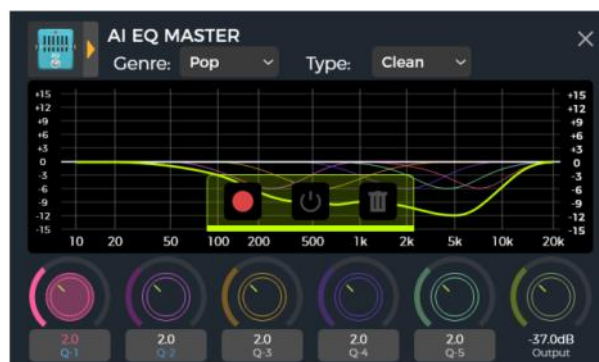 AI EQ MASTER
Genre: Pop Type: Clean
+15 +15
+12 +12
+9 +9
+6 +6
+3 +3
0 0
-3 -3
-6 -6
-9 -9
-12 -12
-15 -15
10 20 50 100 200 500 1k 2k 5k 10k 20k
2.0 2.0 2.0 2.0 2.0 -37.0dB
Q-1 Q-2 Q-3 Q-4 Q-5 Output